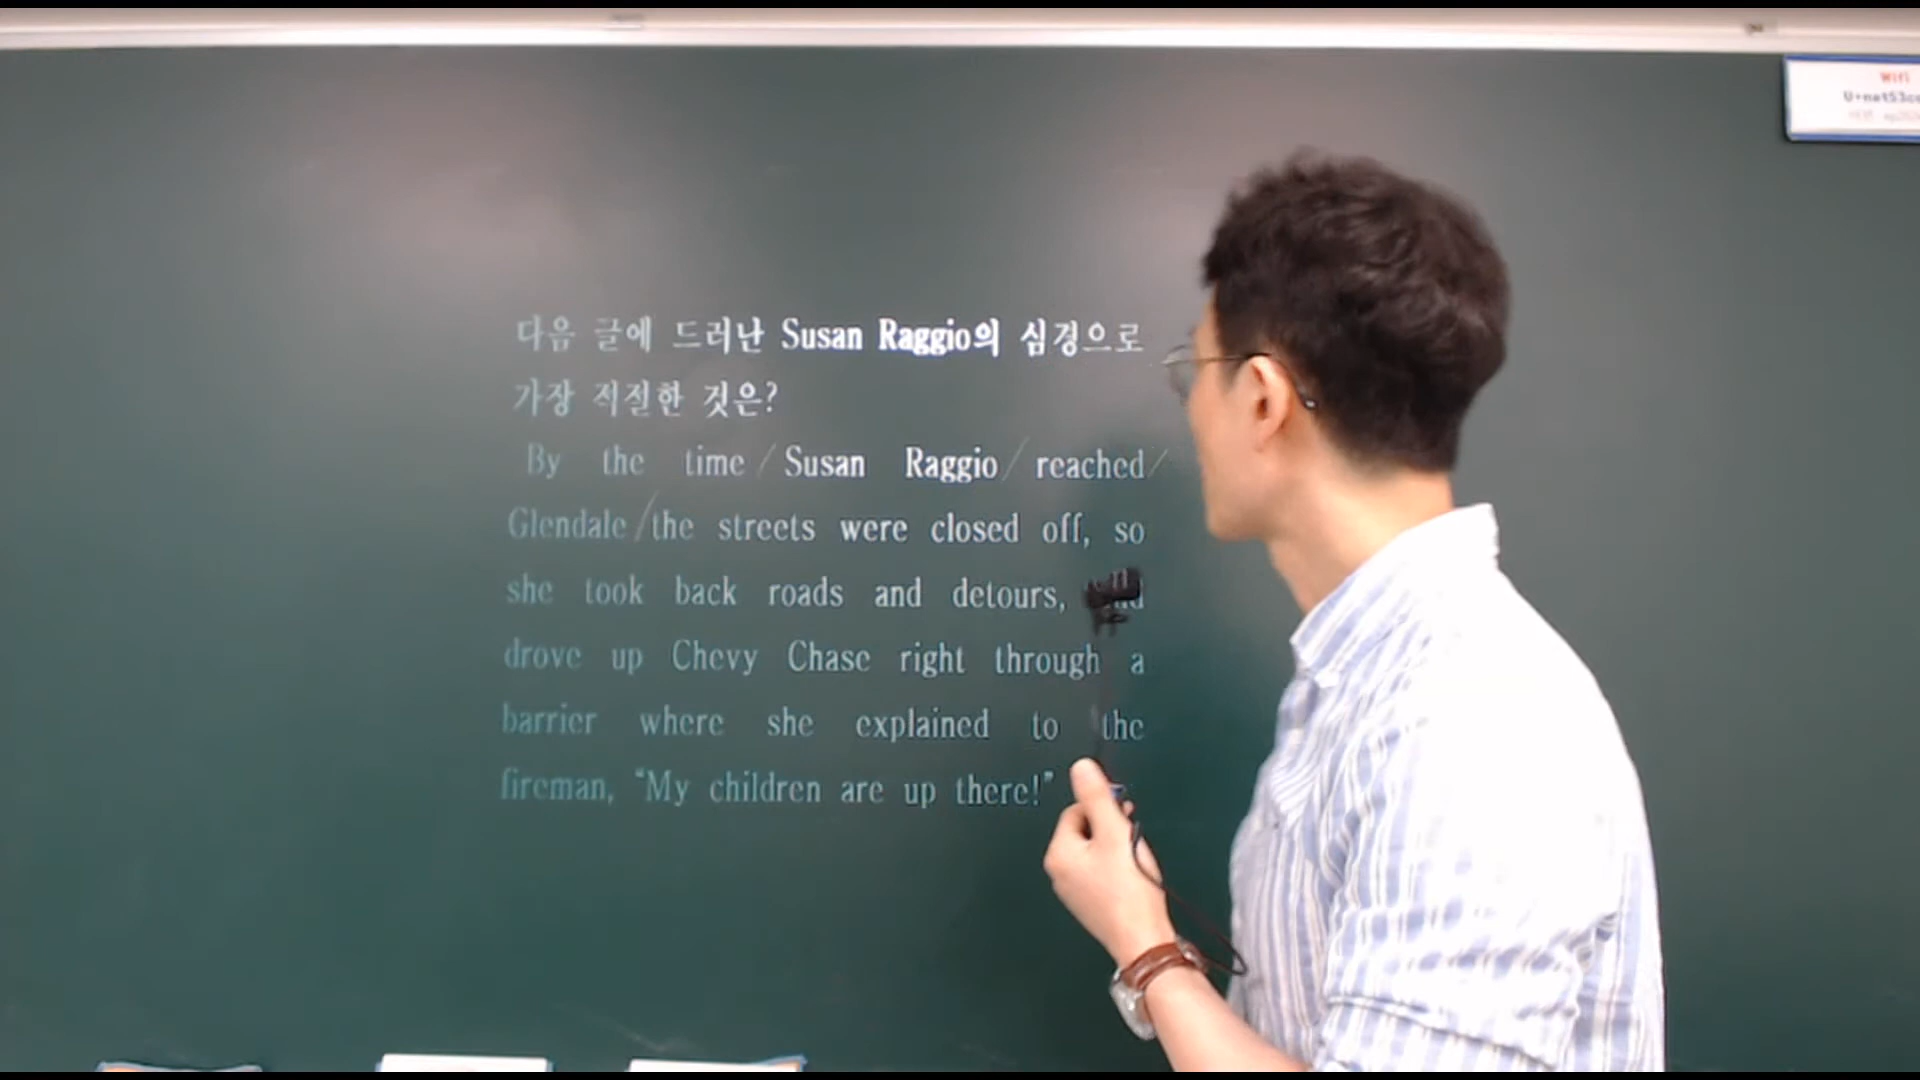 다음 글에 드러난 Susan Raggio의 심경으로
가장 적절한 것은?
By the time / Susan Raggio / reached /
Glendale / the streets were closed off, so
she took back roads and detours,
drove up Chevy Chase right through a
barrier where she explained to the
fireman, “My children are up there!”
Wifi